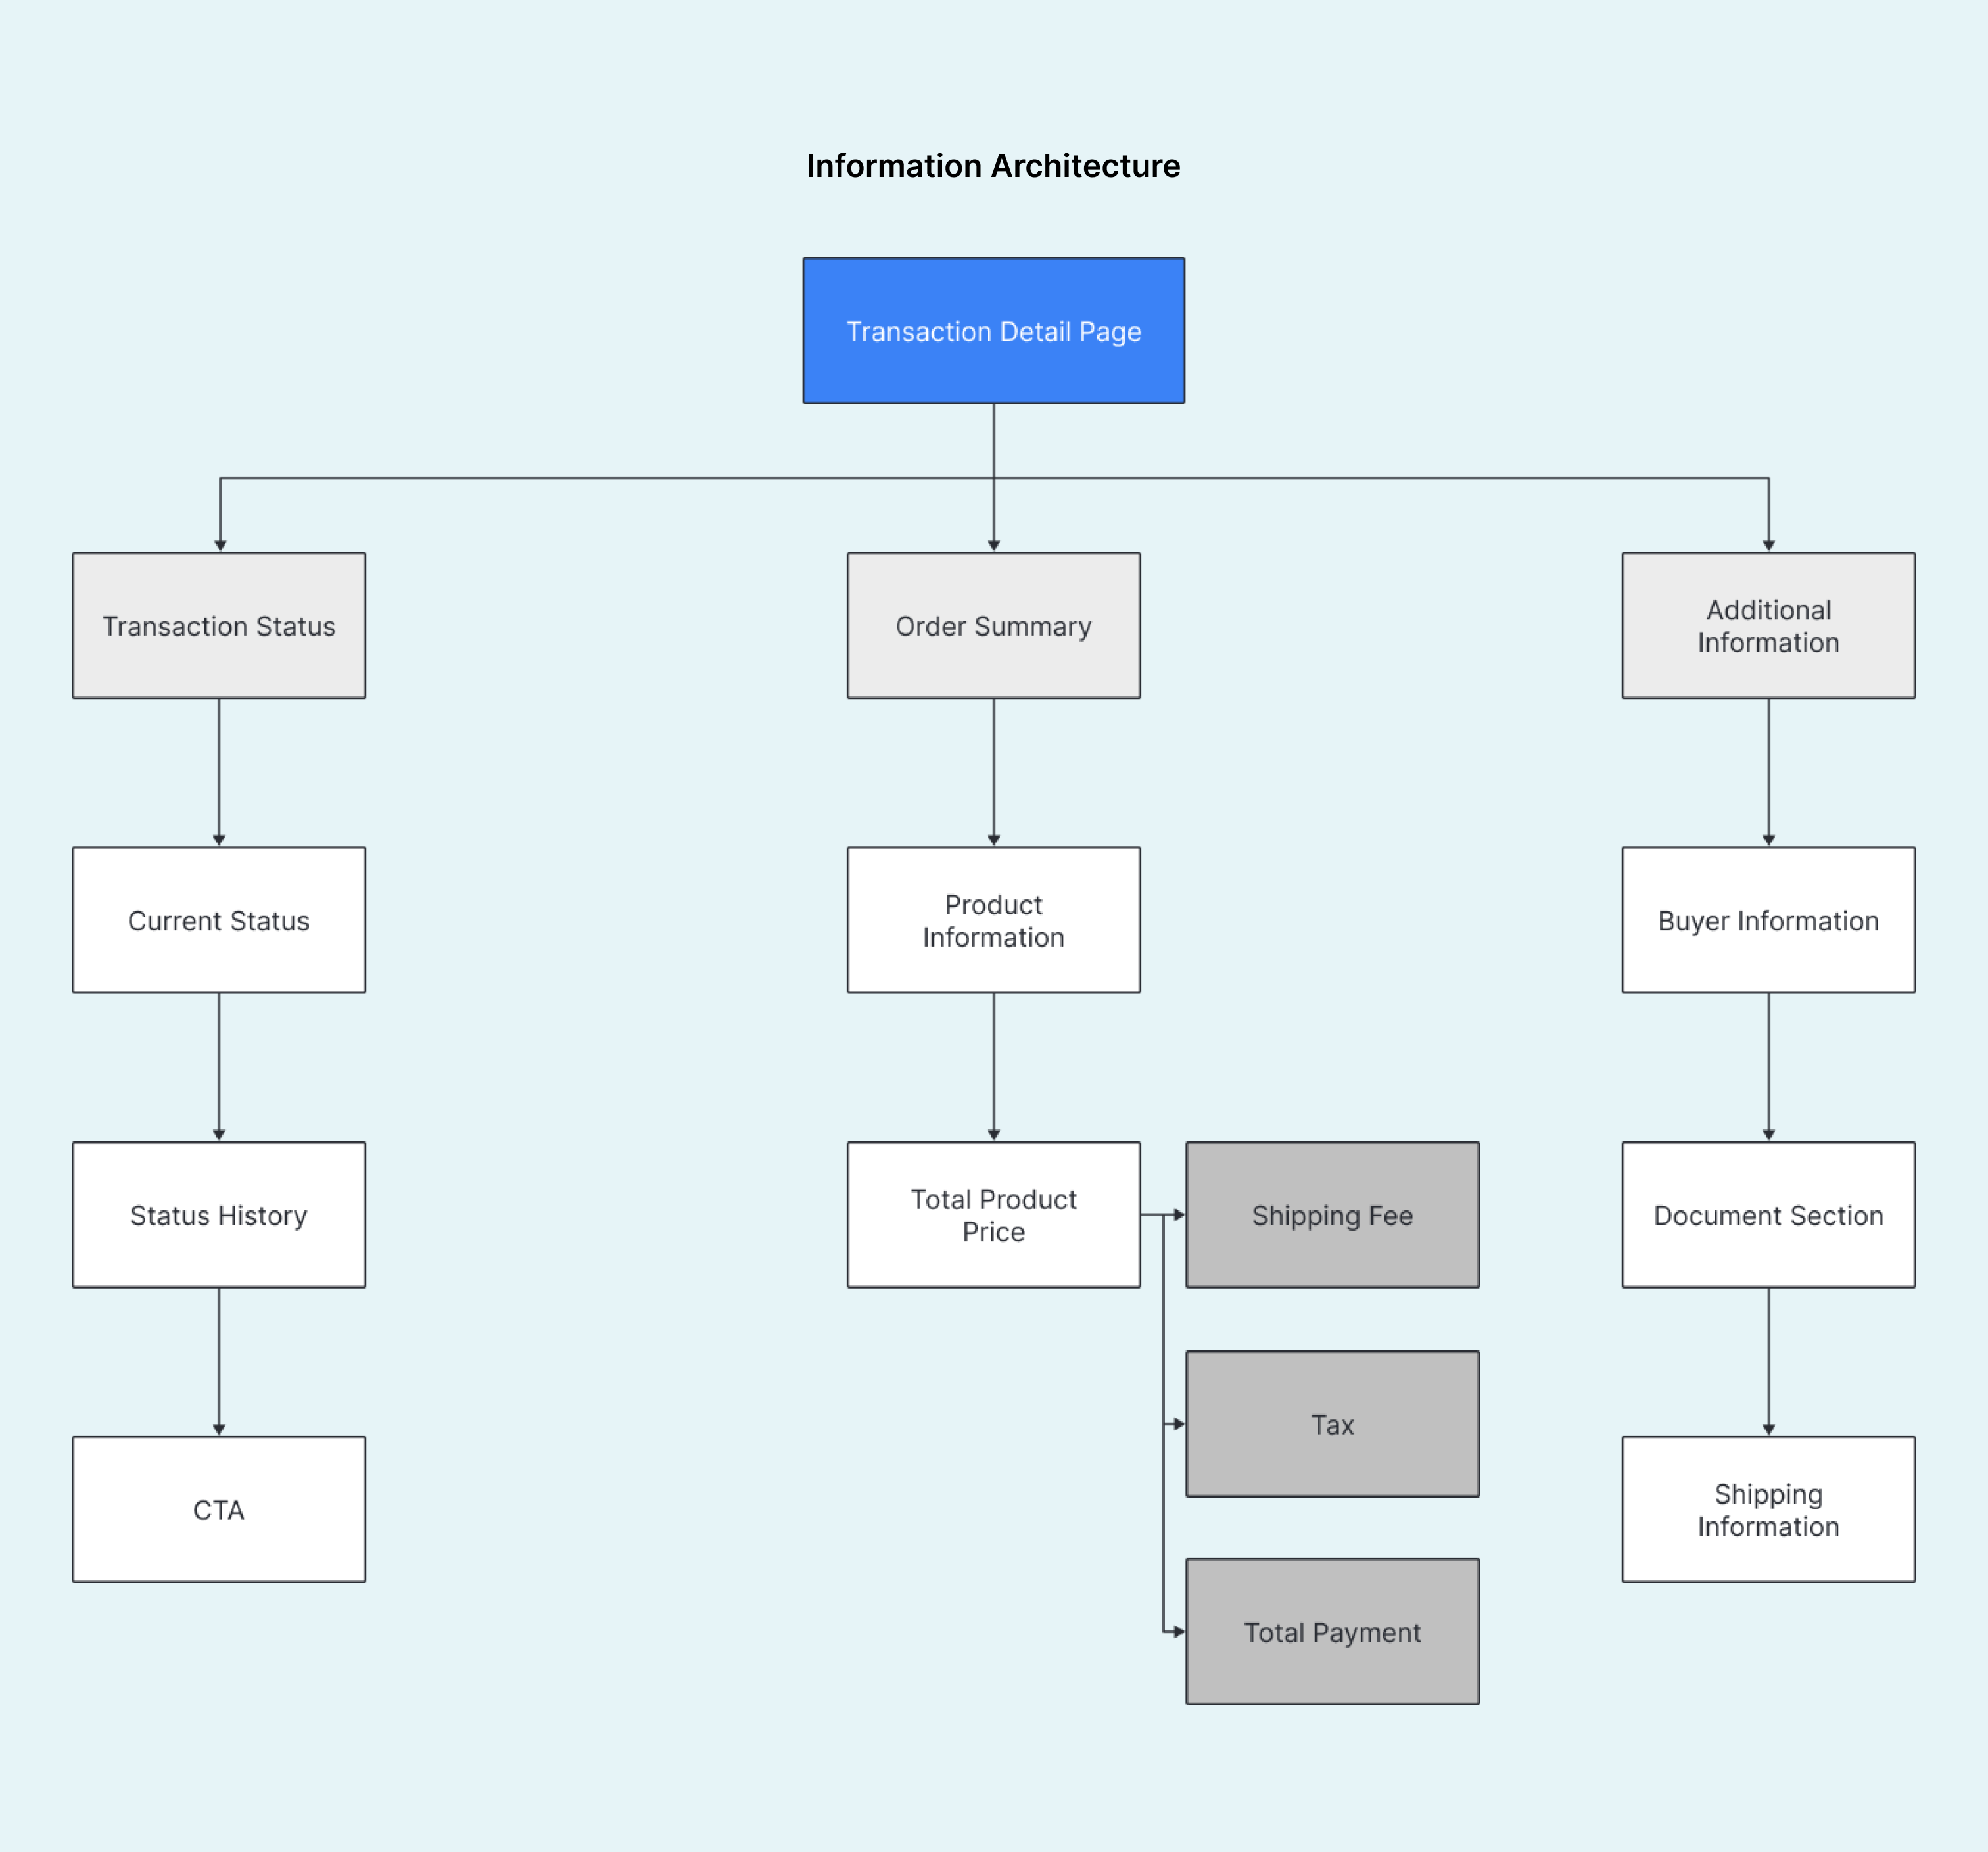 Information Architecture
Transaction Detail Page
Transaction Status
Order Summary
Additional
Information
Current Status
Product
Information
Buyer Information
Status History
Total Product
Price
Shipping Fee
Document Section
Tax
CTA
Shipping
Information
Total Payment